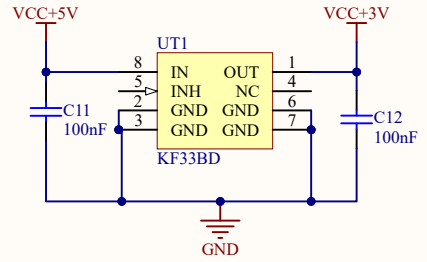 VCC+5V
VCC+3V
UT1
8 IN OUT 1
5 INH NC 4
2 GND GND 6
3 GND GND 7
KF33BD
C11
100nF
C12
100nF
GND